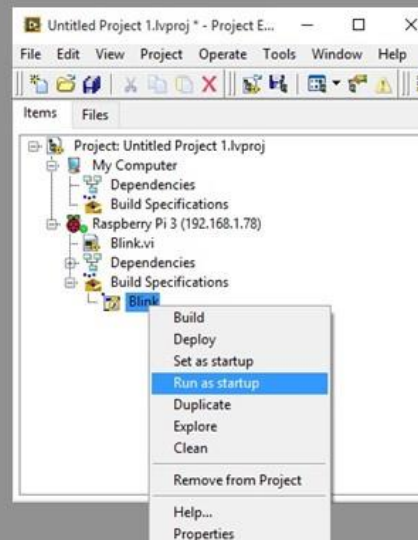 Untitled Project 1.lvproj * - Project E...
File Edit View Project Operate Tools Window Help
Items Files
Project: Untitled Project 1.lvproj
My Computer
Dependencies
Build Specifications
Raspberry Pi 3 (192.168.1.78)
Blink.vi
Dependencies
Build Specifications
Blink
Build
Deploy
Set as startup
Run as startup
Duplicate
Explore
Clean
Remove from Project
Help...
Properties